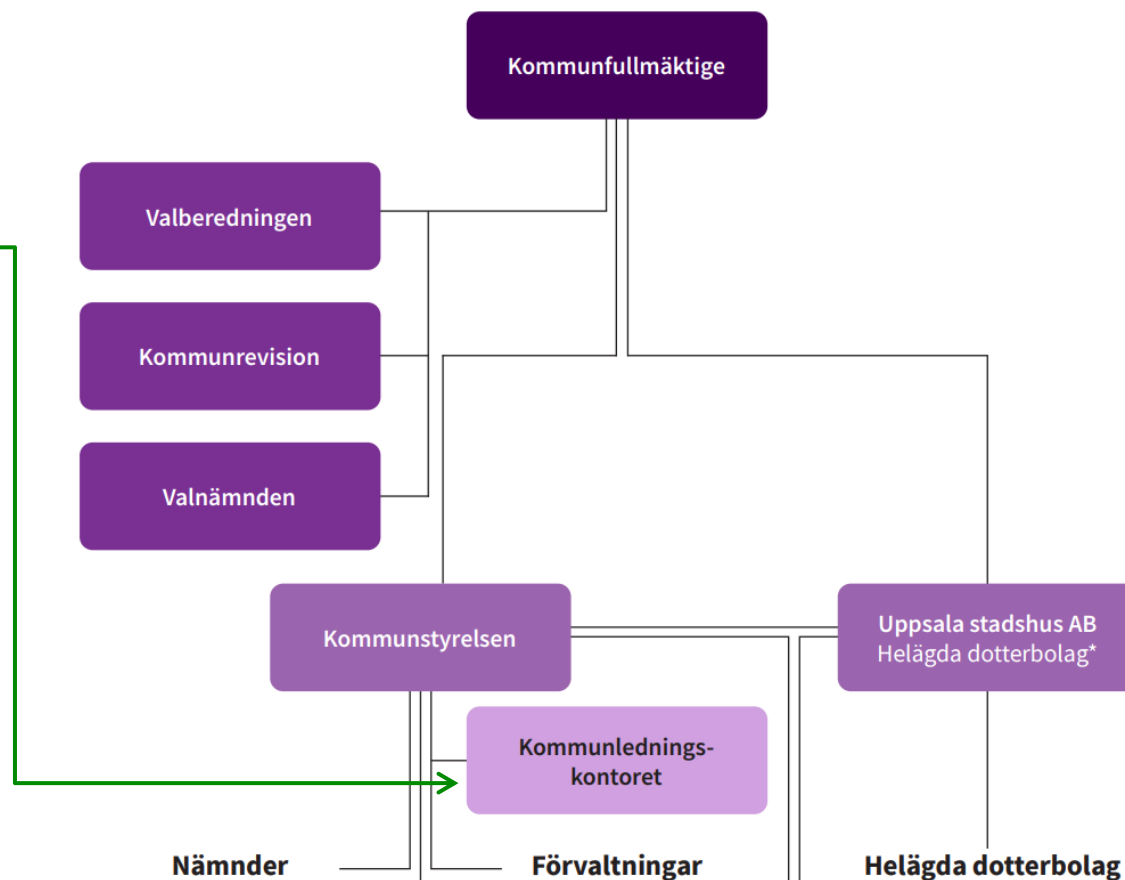 Kommunfullmäktige
Valberedningen
Kommunrevision
Valnämnden
Kommunstyrelsen
Uppsala stadshus AB
Helägda dotterbolag*
Kommunlednings-
kontoret
Nämnder
Förvaltningar
Helägda dotterbolag